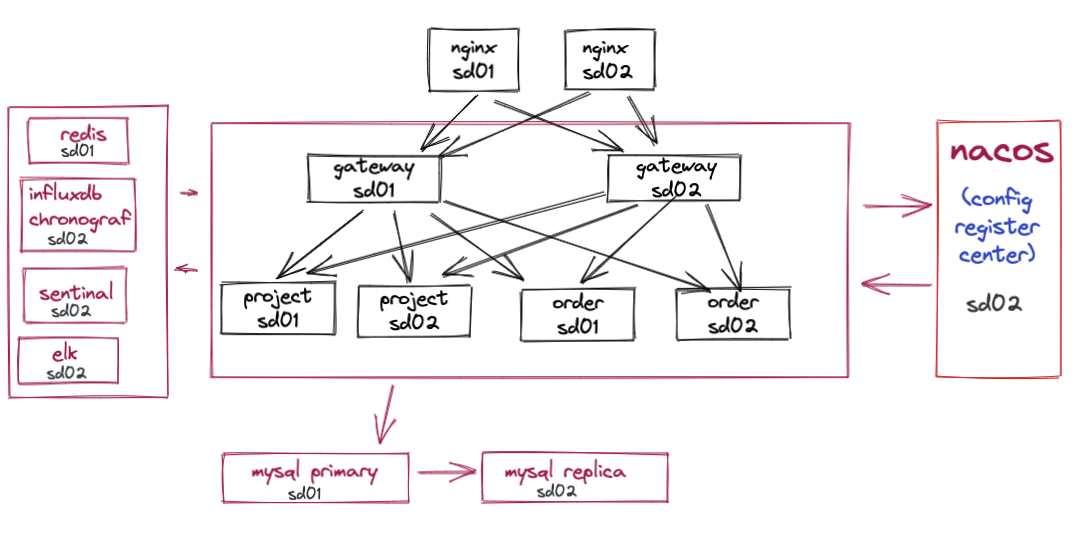 nginx
sd01
nginx
sd02
redis
sd01
influxdb
chronograf
sd02
sentinal
sd02
elk
sd02
gateway
sd01
gateway
sd02
project
sd01
project
sd02
order
sd01
order
sd02
nacos
(config
register
center)
sd02
mysql primary
sd01
mysql replica
sd02